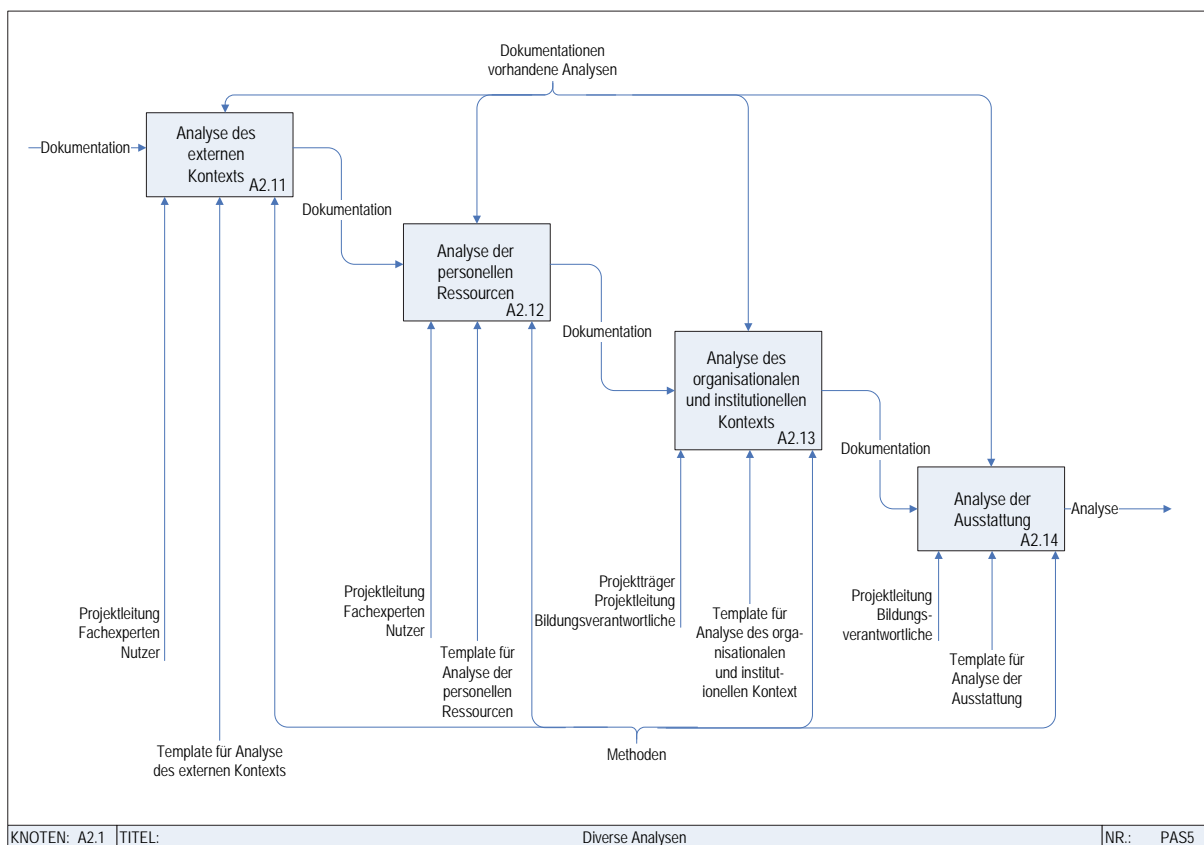 Dokumentationen
vorhandene Analysen
Dokumentation
Analyse des
externen
Kontexts
A2.11
Dokumentation
Analyse der
personellen
Ressourcen
A2.12
Dokumentation
Analyse des
organisationalen
und institutionellen
Kontexts
A2.13
Dokumentation
Analyse der
Ausstattung
A2.14
Analyse
Projektleitung
Fachexperten
Nutzer
Template für Analyse
des externen Kontexts
Projektleitung
Fachexperten
Nutzer
Template für
Analyse der
personellen
Ressourcen
Projektträger
Projektleitung
Bildungsverantwortliche
Template für
Analyse des orga-
nisationalen
und institut-
ionellen Kontext
Projektleitung
Bildungs-
verantwortliche
Template für
Analyse der
Ausstattung
Methoden
KNOTEN: A2.1 TITEL: Diverse Analysen NR.: PAS5